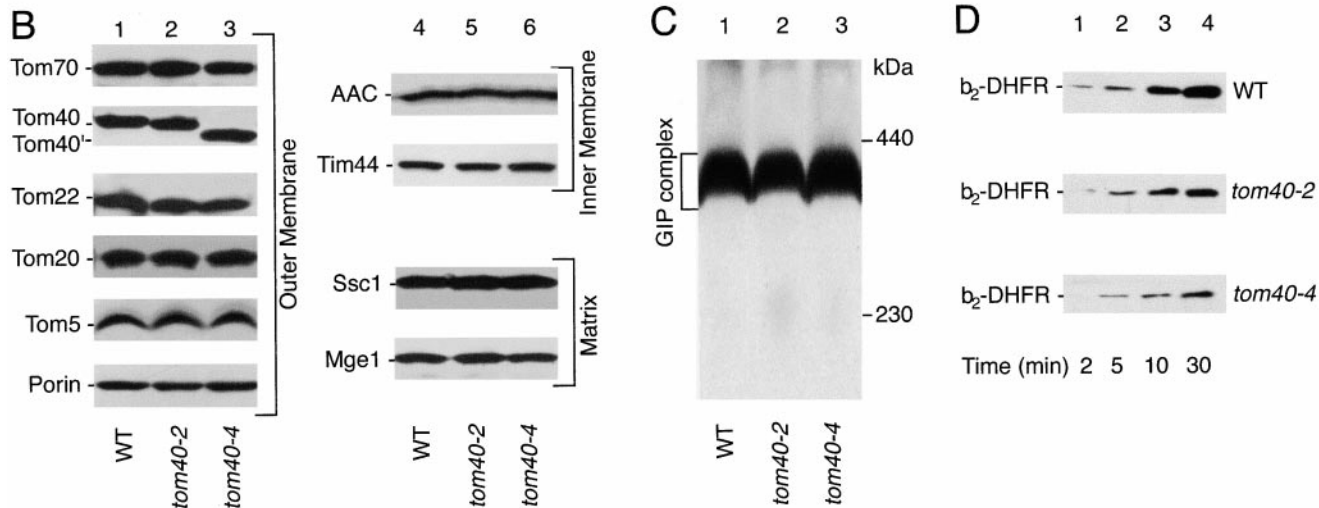 B
1 2 3
Tom70
Tom40
Tom40'
Tom22
Tom20
Tom5
Porin
Outer Membrane
WT
tom40-2
tom40-4
4 5 6
AAC
Tim44
Inner Membrane
Ssc1
Mge1
Matrix
WT
tom40-2
tom40-4
C
1 2 3
kDa
440
230
GIP complex
WT
tom40-2
tom40-4
D
1 2 3 4
b2-DHFR WT
b2-DHFR tom40-2
b2-DHFR tom40-4
Time (min) 2 5 10 30